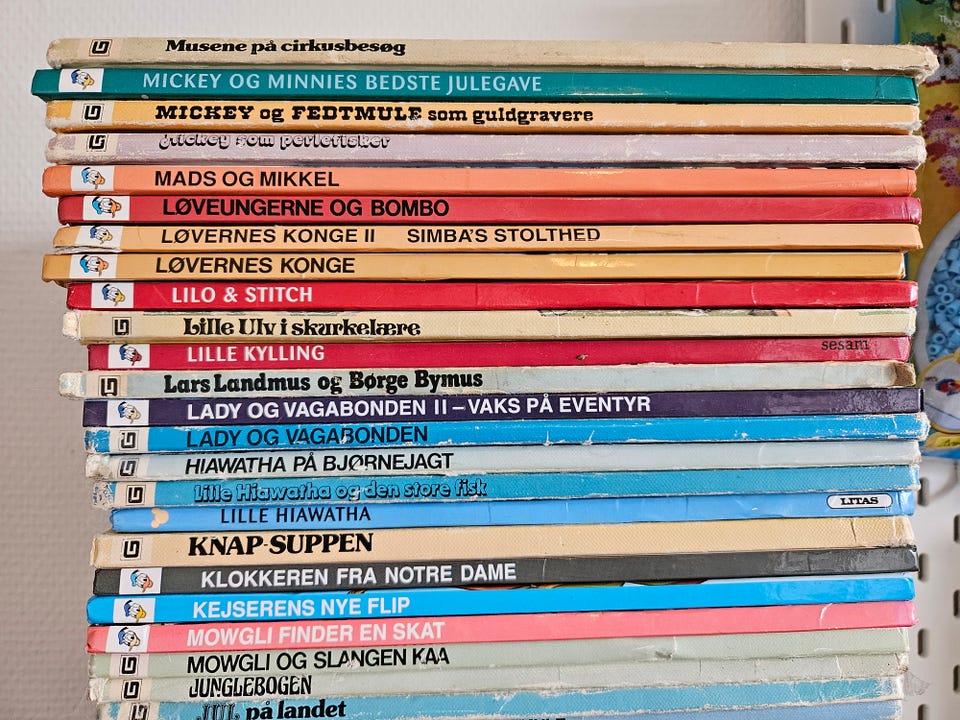 Musene på cirkusbesøg
MICKEY OG MINNIES BEDSTE JULEGAVE
MICKEY og FEDTMULE som guldgravere
Mickey som perlefisker
MADS OG MIKKEL
LØVEUNGERNE OG BOMBO
LØVERNES KONGE II SIMBA'S STOLTHED
LØVERNES KONGE
LILO & STITCH
Lille Ulv i skurkelære
LILLE KYLLING sesam
Lars Landmus og Børge Bymus
LADY OG VAGABONDEN II – VAKS PÅ EVENTYR
LADY OG VAGABONDEN
HIAWATHA PÅ BJØRNEJAGT
Lille Hiawatha og den store fisk
LILLE HIAWATHA LITAS
KNAP-SUPPEN
KLOKKEREN FRA NOTRE DAME
KEJSERENS NYE FLIP
MOWGLI FINDER EN SKAT
MOWGLI OG SLANGEN KAA
JUNGLEBOGEN
JUL på landet